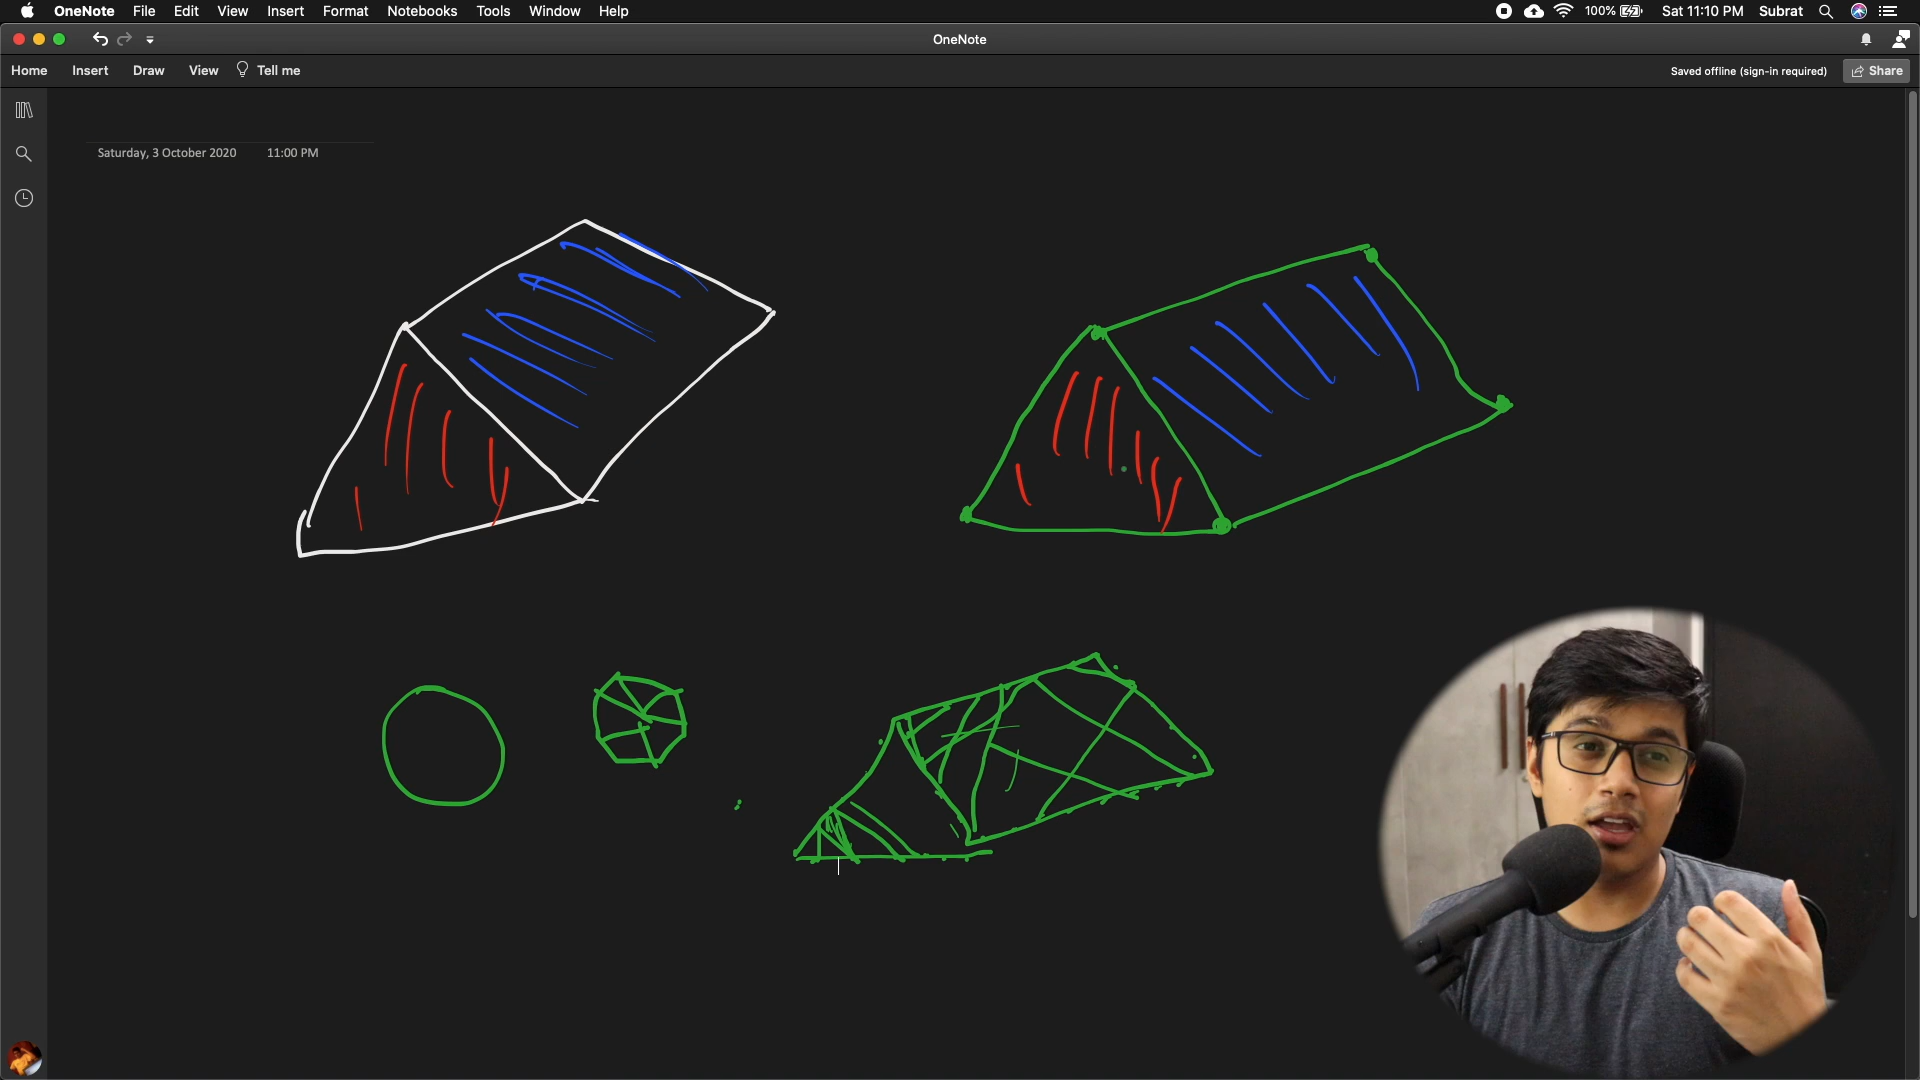 OneNote File Edit View Insert Format Notebooks Tools Window Help 100% Sat 11:10 PM Subrat
OneNote
Home Insert Draw View Tell me Saved offline (sign-in required) Share
Saturday, 3 October 2020 11:00 PM